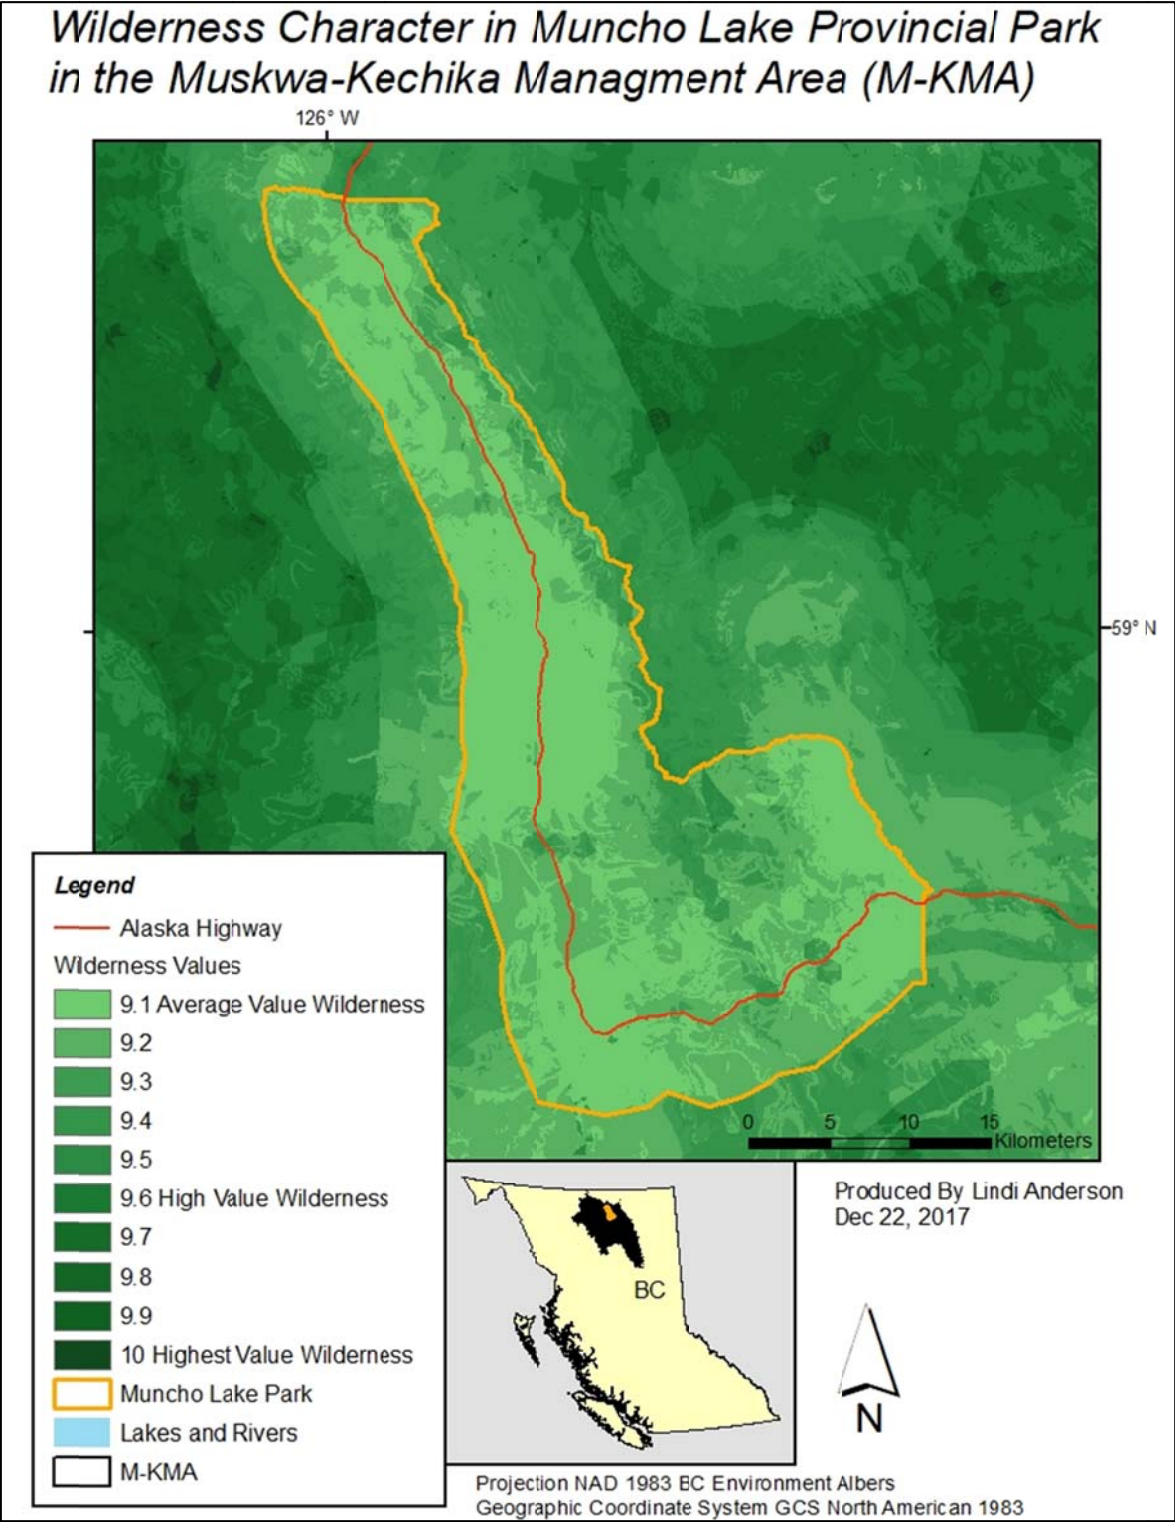 Wilderness Character in Muncho Lake Provincial Park
in the Muskwa-Kechika Managment Area (M-KMA)
126° W
59° N
Legend
Alaska Highway
Wilderness Values
9.1 Average Value Wilderness
9.2
9.3
9.4
9.5
9.6 High Value Wilderness
9.7
9.8
9.9
10 Highest Value Wilderness
Muncho Lake Park
Lakes and Rivers
M-KMA
0 5 10 15
Kilometers
BC
Produced By Lindi Anderson
Dec 22, 2017
N
Projection NAD 1983 BC Environment Albers
Geographic Coordinate System GCS North American 1983